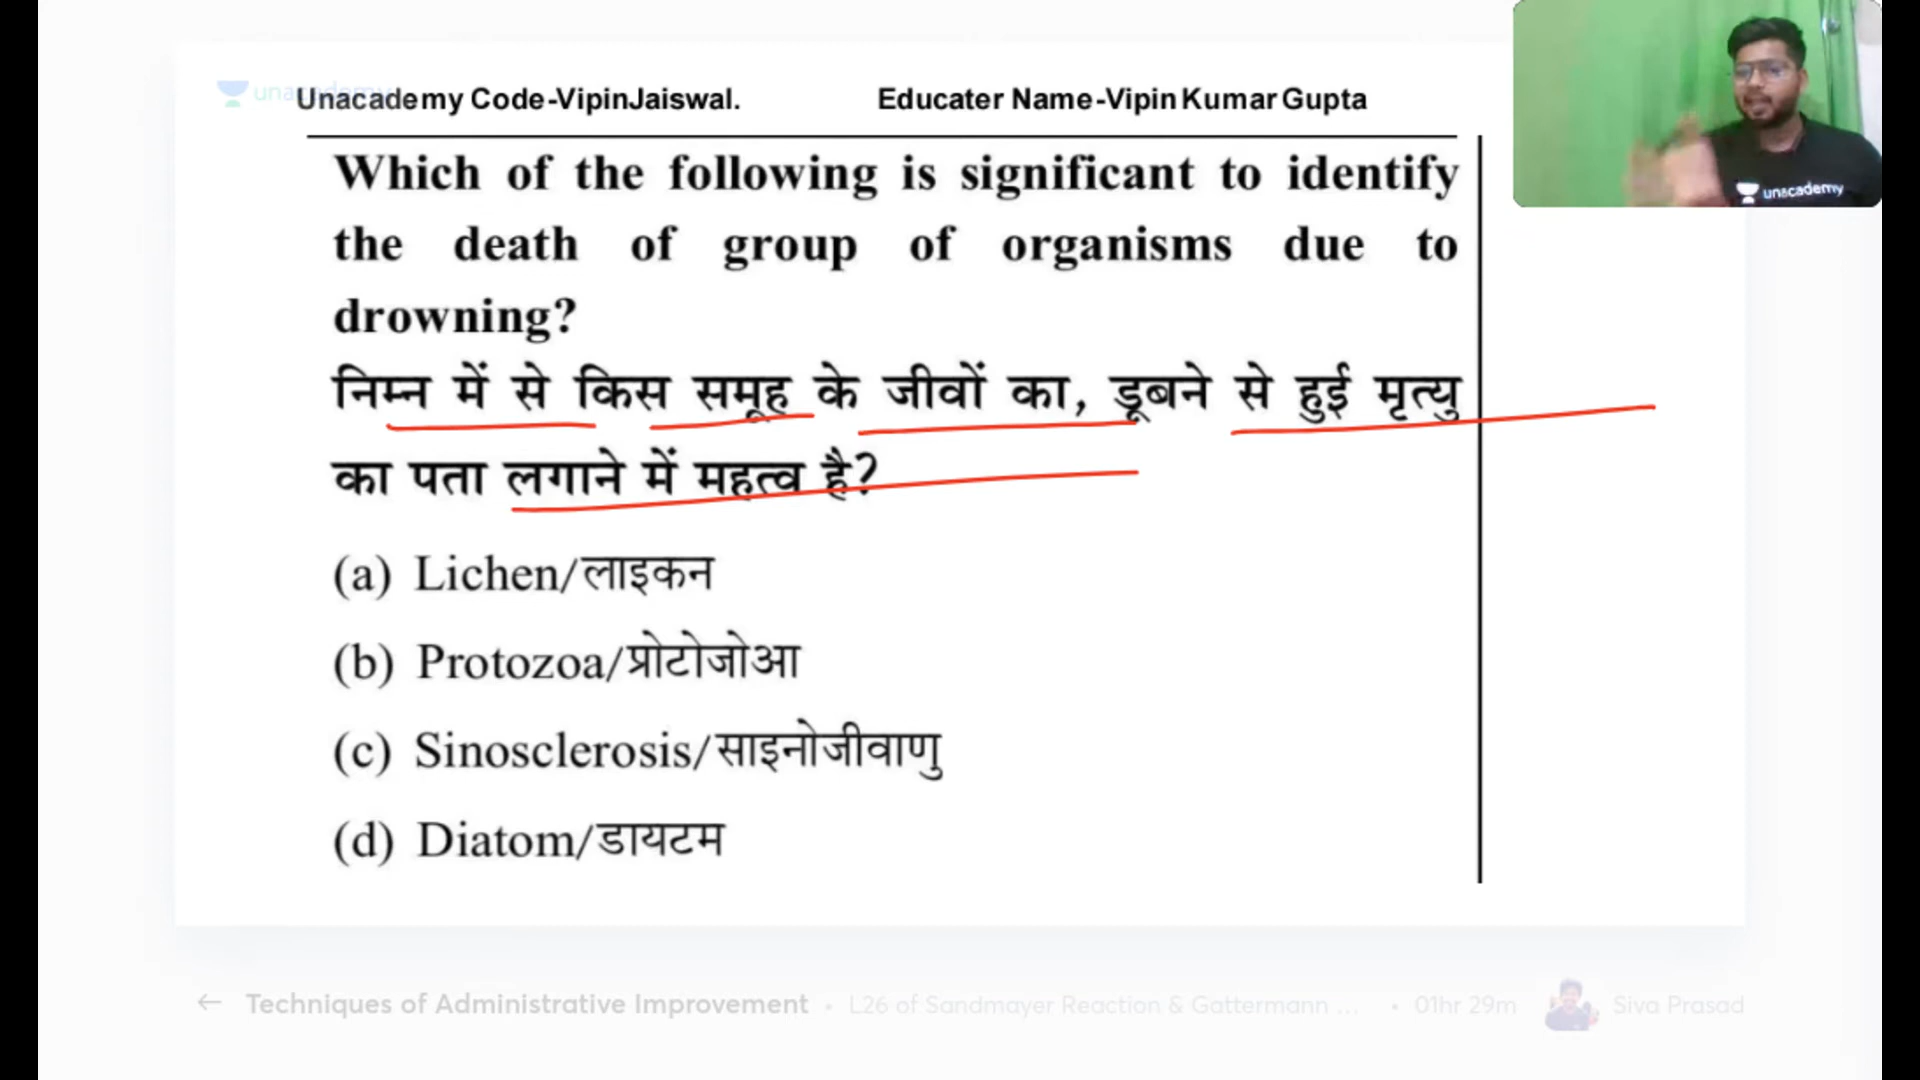 unacademy
Unacademy Code-VipinJaiswal. Educater Name-Vipin Kumar Gupta
Which of the following is significant to identify
the death of group of organisms due to
drowning?
निम्न में से किस समूह के जीवों का, डूबने से हुई मृत्यु
का पता लगाने में महत्व है?
(a) Lichen/लाइकन
(b) Protozoa/प्रोटोजोआ
(c) Sinosclerosis/साइनोजीवाणु
(d) Diatom/डायटम
unacademy
← Techniques of Administrative Improvement • L26 of Sandmayer Reaction & Gattermann ... • 01hr 29m Siva Prasad